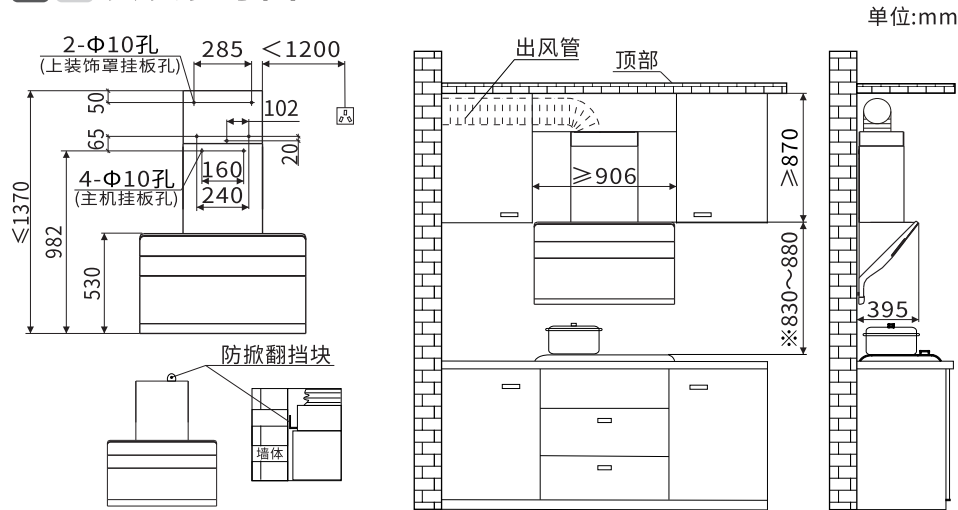 单位:mm
2-Φ10孔
(上装饰罩挂板孔)
285
<1200
50
102
65
20
160
4-Φ10孔
(主机挂板孔)
240
≤1370
982
530
防掀翻挡块
墙体
出风管
顶部
≥906
≥870
※830～880
395